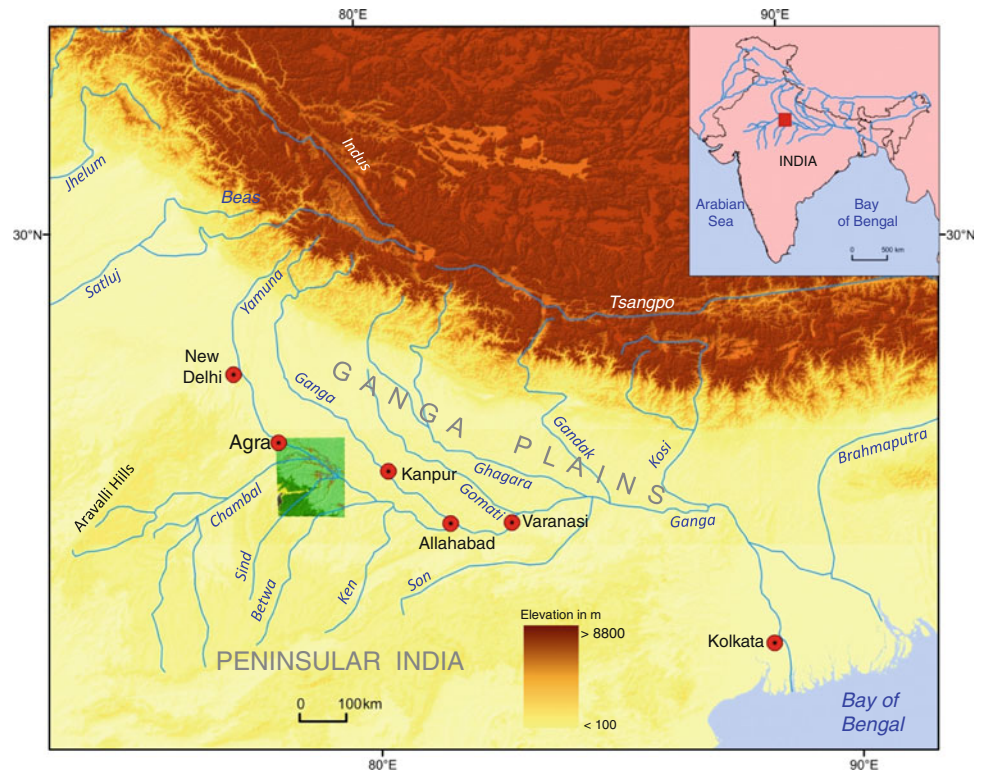 80°E
90°E
30°N
30°N
INDIA
Arabian
Sea
Bay
of Bengal
0 500 km
Indus
Jhelum
Beas
Satluj
Yamuna
Tsangpo
New
Delhi
Ganga
GANGA PLAINS
Agra
Kanpur
Gandak
Kosi
Brahmaputra
Ghagara
Gomati
Aravalli Hills
Chambal
Varanasi
Ganga
Allahabad
Sind
Betwa
Ken
Son
Elevation in m
> 8800
< 100
Kolkata
PENINSULAR INDIA
0 100km
Bay of
Bengal
80°E
90°E